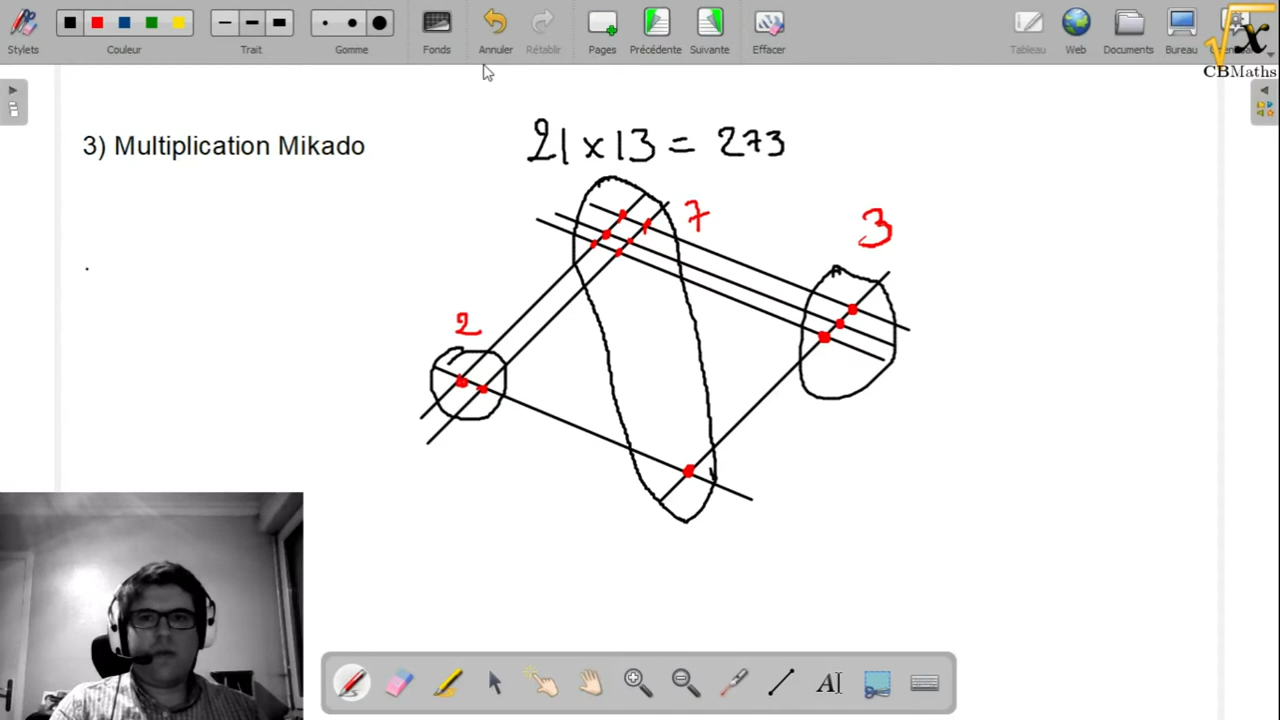 Stylets
Couleur
Trait
Gomme
Fonds
Annuler
Rétablir
Pages
Précédente
Suivante
Effacer
Tableau
Web
Documents
Bureau
√x
CBMaths
3) Multiplication Mikado
21 x 13 = 273
7
3
2
AI